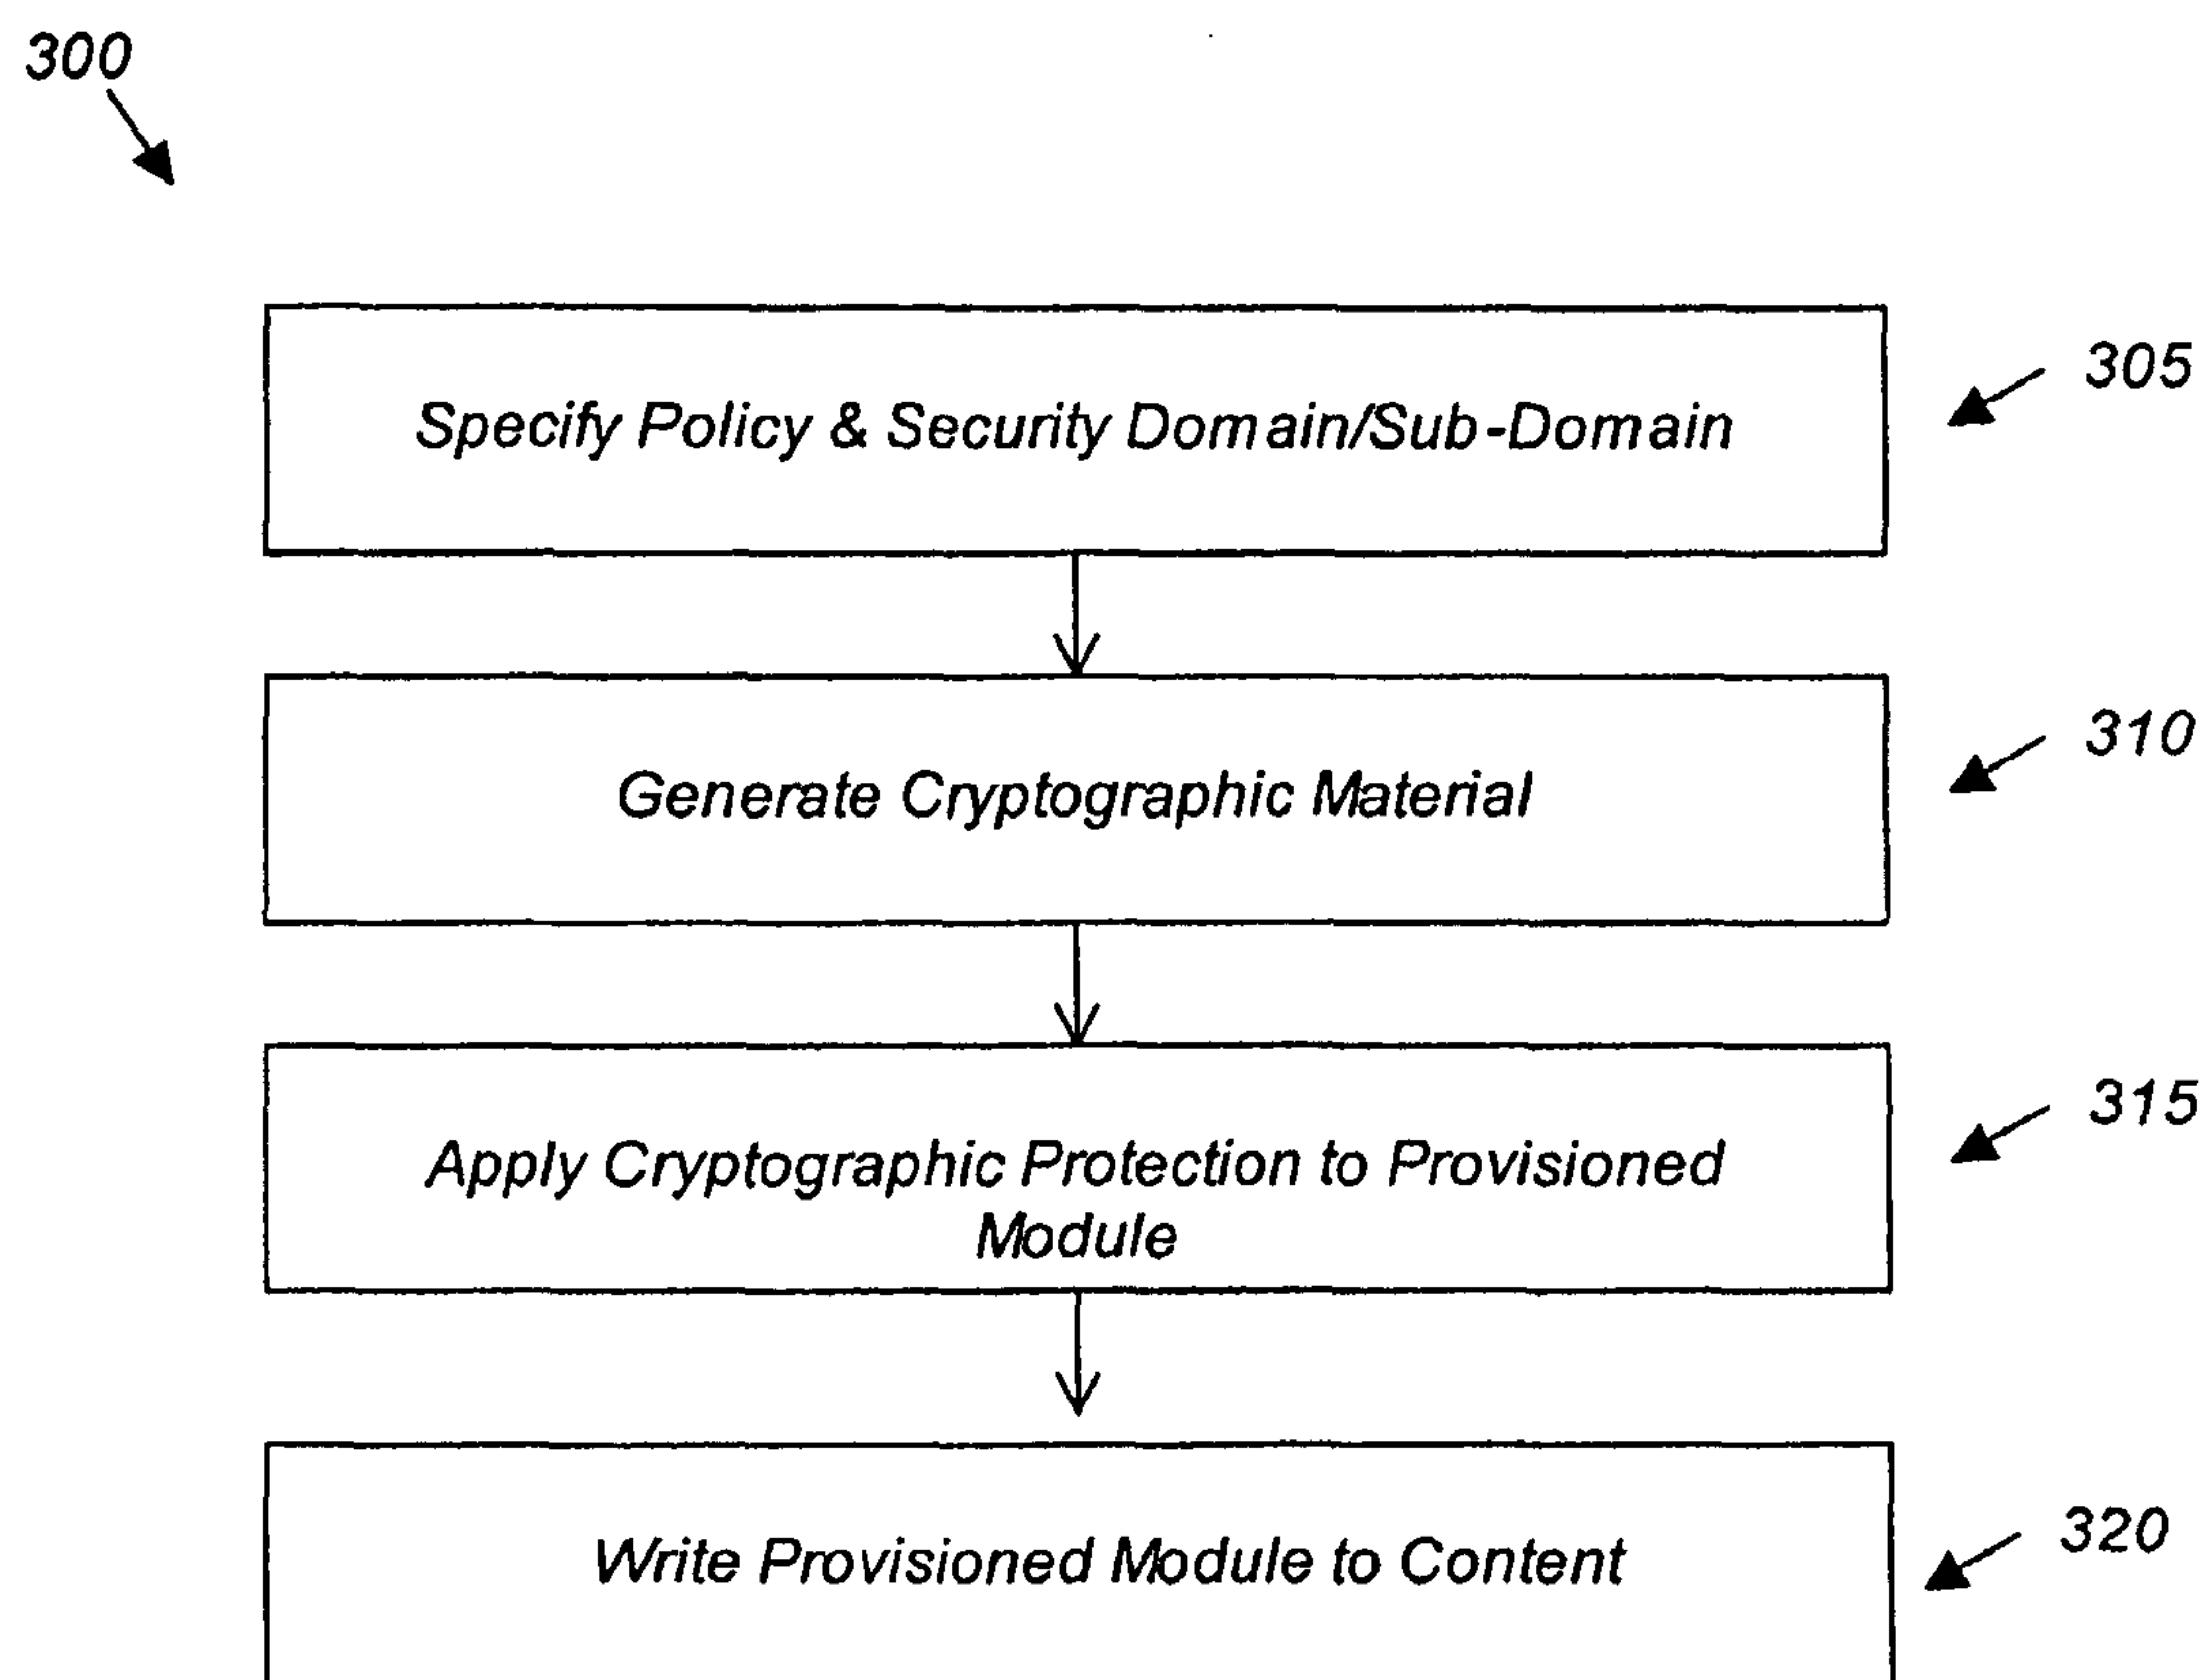 300
Specify Policy & Security Domain/Sub-Domain
305
Generate Cryptographic Material
310
Apply Cryptographic Protection to Provisioned
Module
315
Write Provisioned Module to Content
320